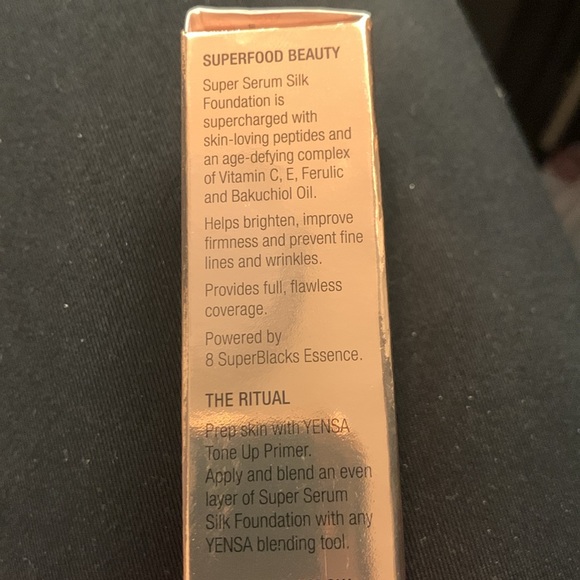 SUPERFOOD BEAUTY
Super Serum Silk
Foundation is
supercharged with
skin-loving peptides and
an age-defying complex
of Vitamin C, E, Ferulic
and Bakuchiol Oil.
Helps brighten, improve
firmness and prevent fine
lines and wrinkles.
Provides full, flawless
coverage.
Powered by
8 SuperBlacks Essence.
THE RITUAL
Prep skin with YENSA
Tone Up Primer.
Apply and blend an even
layer of Super Serum
Silk Foundation with any
YENSA blending tool.